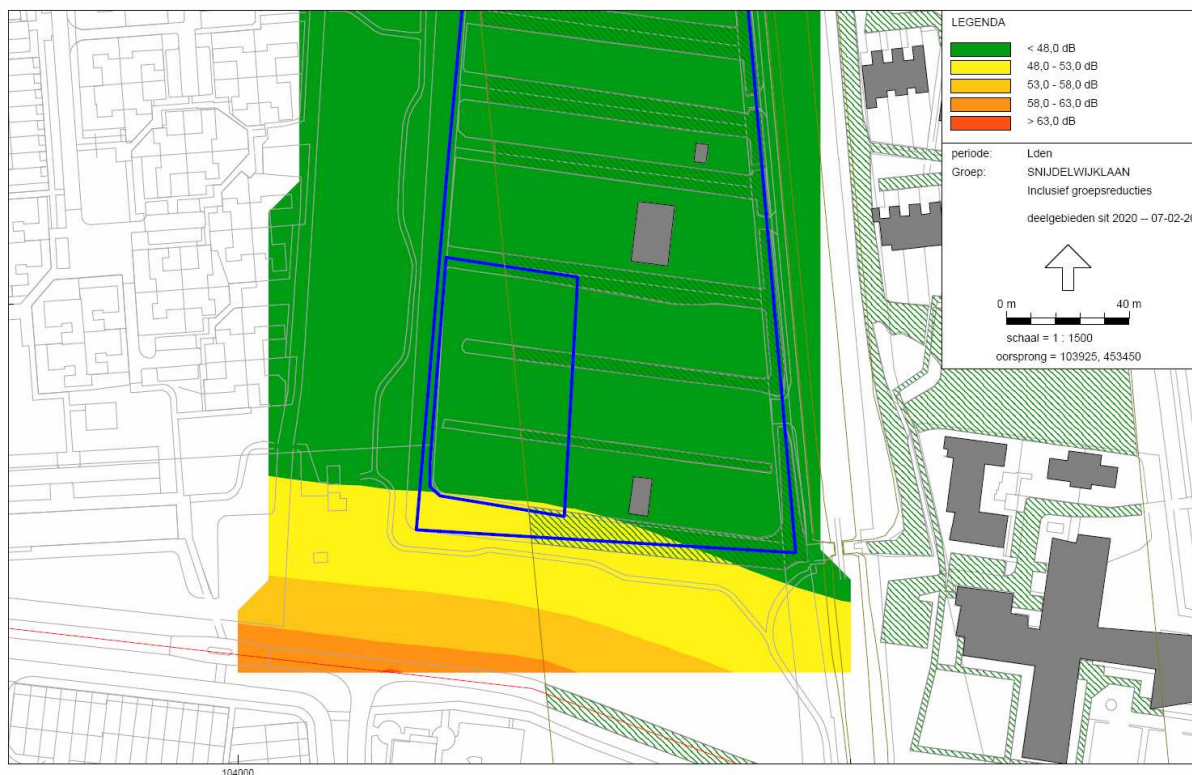 LEGENDA
< 48,0 dB
48,0 - 53,0 dB
53,0 - 58,0 dB
58,0 - 63,0 dB
> 63,0 dB
periode: Lden
Groep: SNIJDELWIJKLAAN
Inclusief groepsreducties
deelgebieden sit 2020 -- 07-02-20
0 m 40 m
schaal = 1 : 1500
oorsprong = 103925, 453450
104000